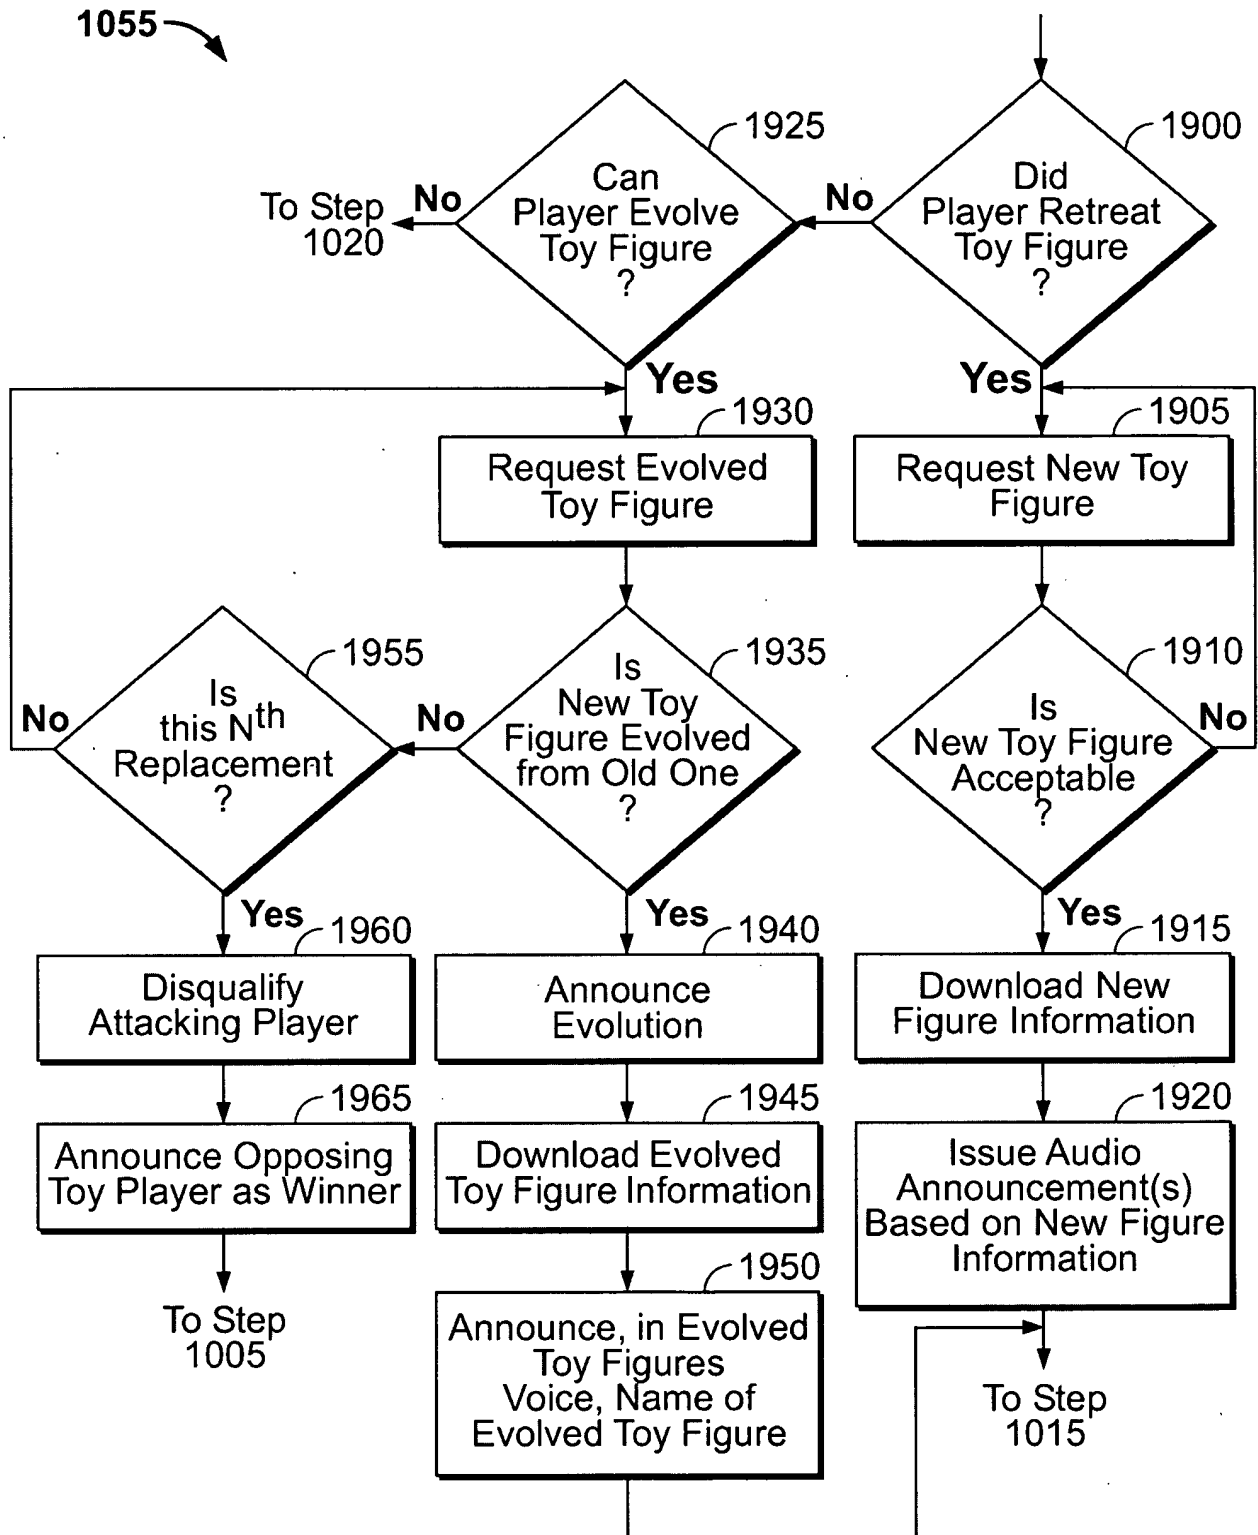 1055
1925
1900
Can
Player Evolve
Toy Figure
?
Did
Player Retreat
Toy Figure
?
No
No
To Step
1020
Yes
Yes
1930
1905
Request Evolved
Toy Figure
Request New Toy
Figure
1955
1935
1910
Is
this Nth
Replacement
?
Is
New Toy
Figure Evolved
from Old One
?
Is
New Toy Figure
Acceptable
?
No
No
No
Yes
Yes
Yes
1960
1940
1915
Disqualify
Attacking Player
Announce
Evolution
Download New
Figure Information
1965
1945
1920
Announce Opposing
Toy Player as Winner
Download Evolved
Toy Figure Information
Issue Audio
Announcement(s)
Based on New Figure
Information
1950
To Step
1005
Announce, in Evolved
Toy Figures
Voice, Name of
Evolved Toy Figure
To Step
1015